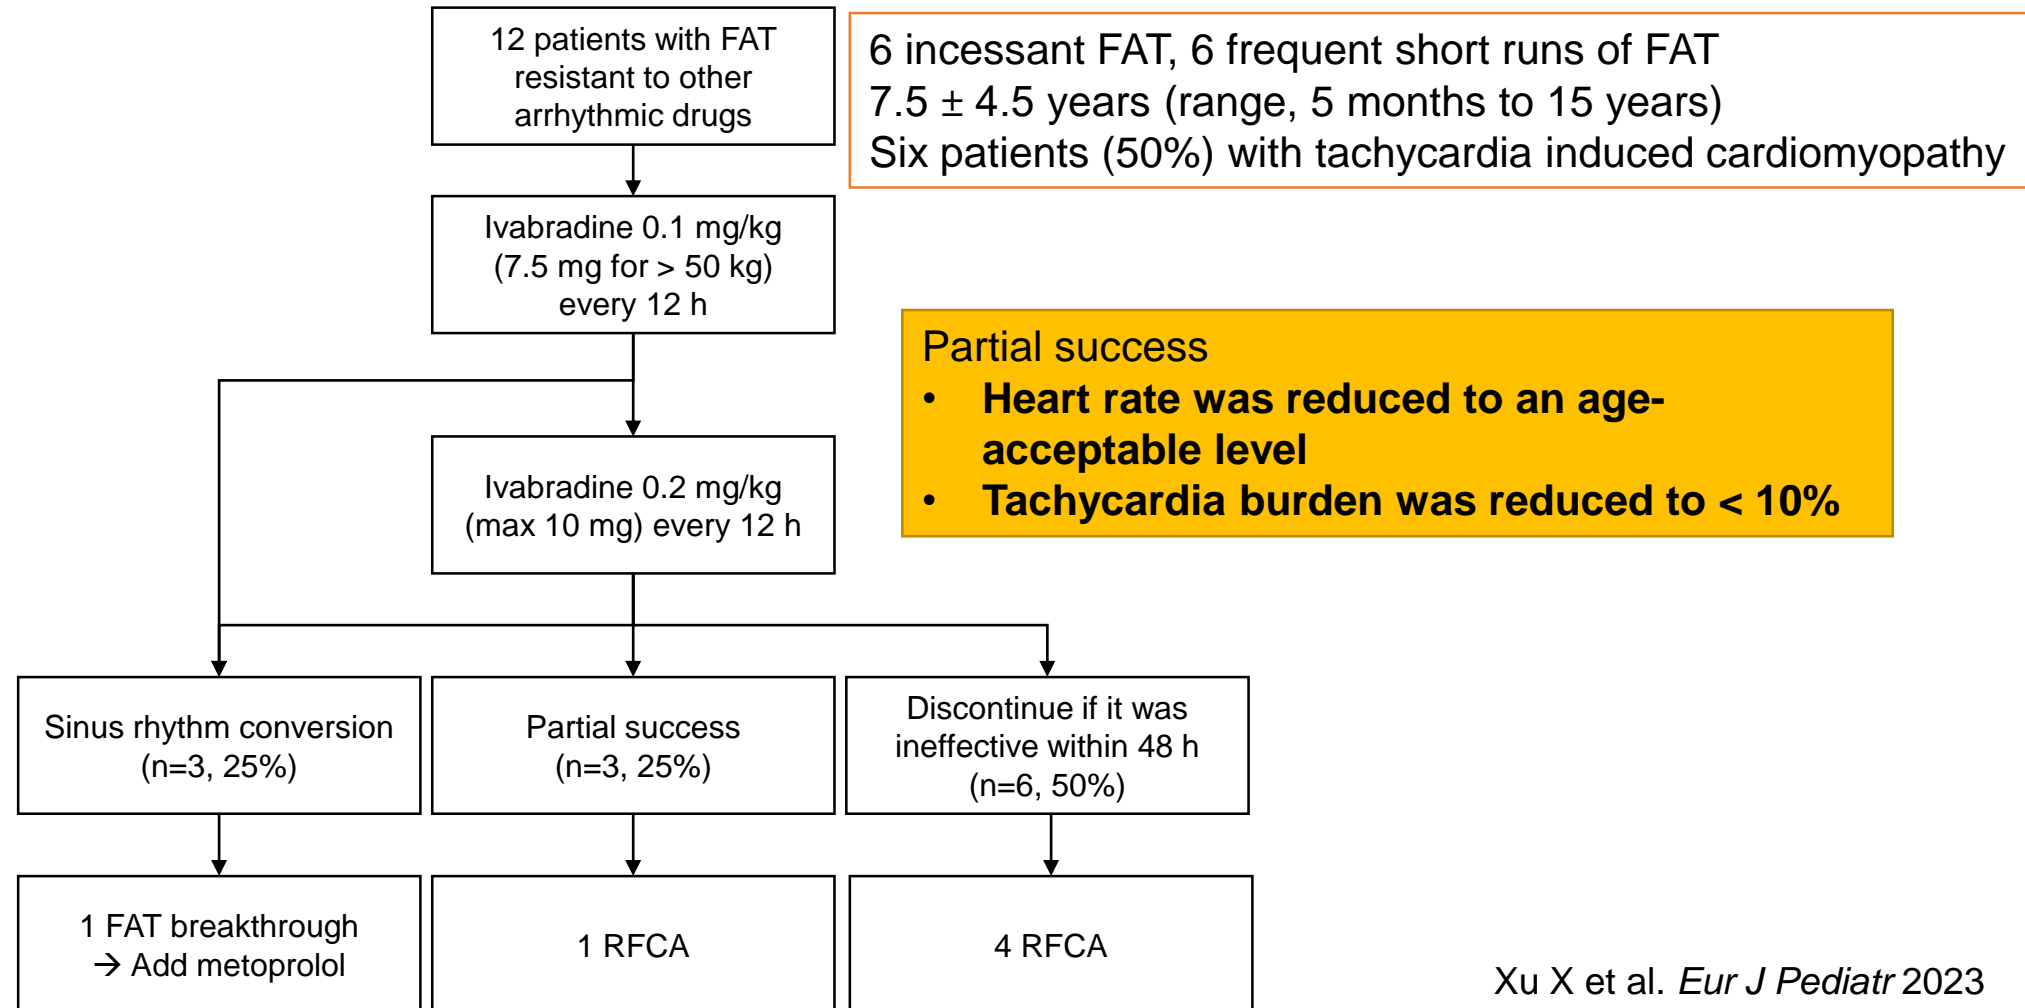 12 patients with FAT
resistant to other
arrhythmic drugs
6 incessant FAT, 6 frequent short runs of FAT
7.5 ± 4.5 years (range, 5 months to 15 years)
Six patients (50%) with tachycardia induced cardiomyopathy
Ivabradine 0.1 mg/kg
(7.5 mg for > 50 kg)
every 12 h
Partial success
• Heart rate was reduced to an age-
acceptable level
• Tachycardia burden was reduced to < 10%
Ivabradine 0.2 mg/kg
(max 10 mg) every 12 h
Sinus rhythm conversion
(n=3, 25%)
Partial success
(n=3, 25%)
Discontinue if it was
ineffective within 48 h
(n=6, 50%)
1 FAT breakthrough
→ Add metoprolol
1 RFCA
4 RFCA
Xu X et al. Eur J Pediatr 2023